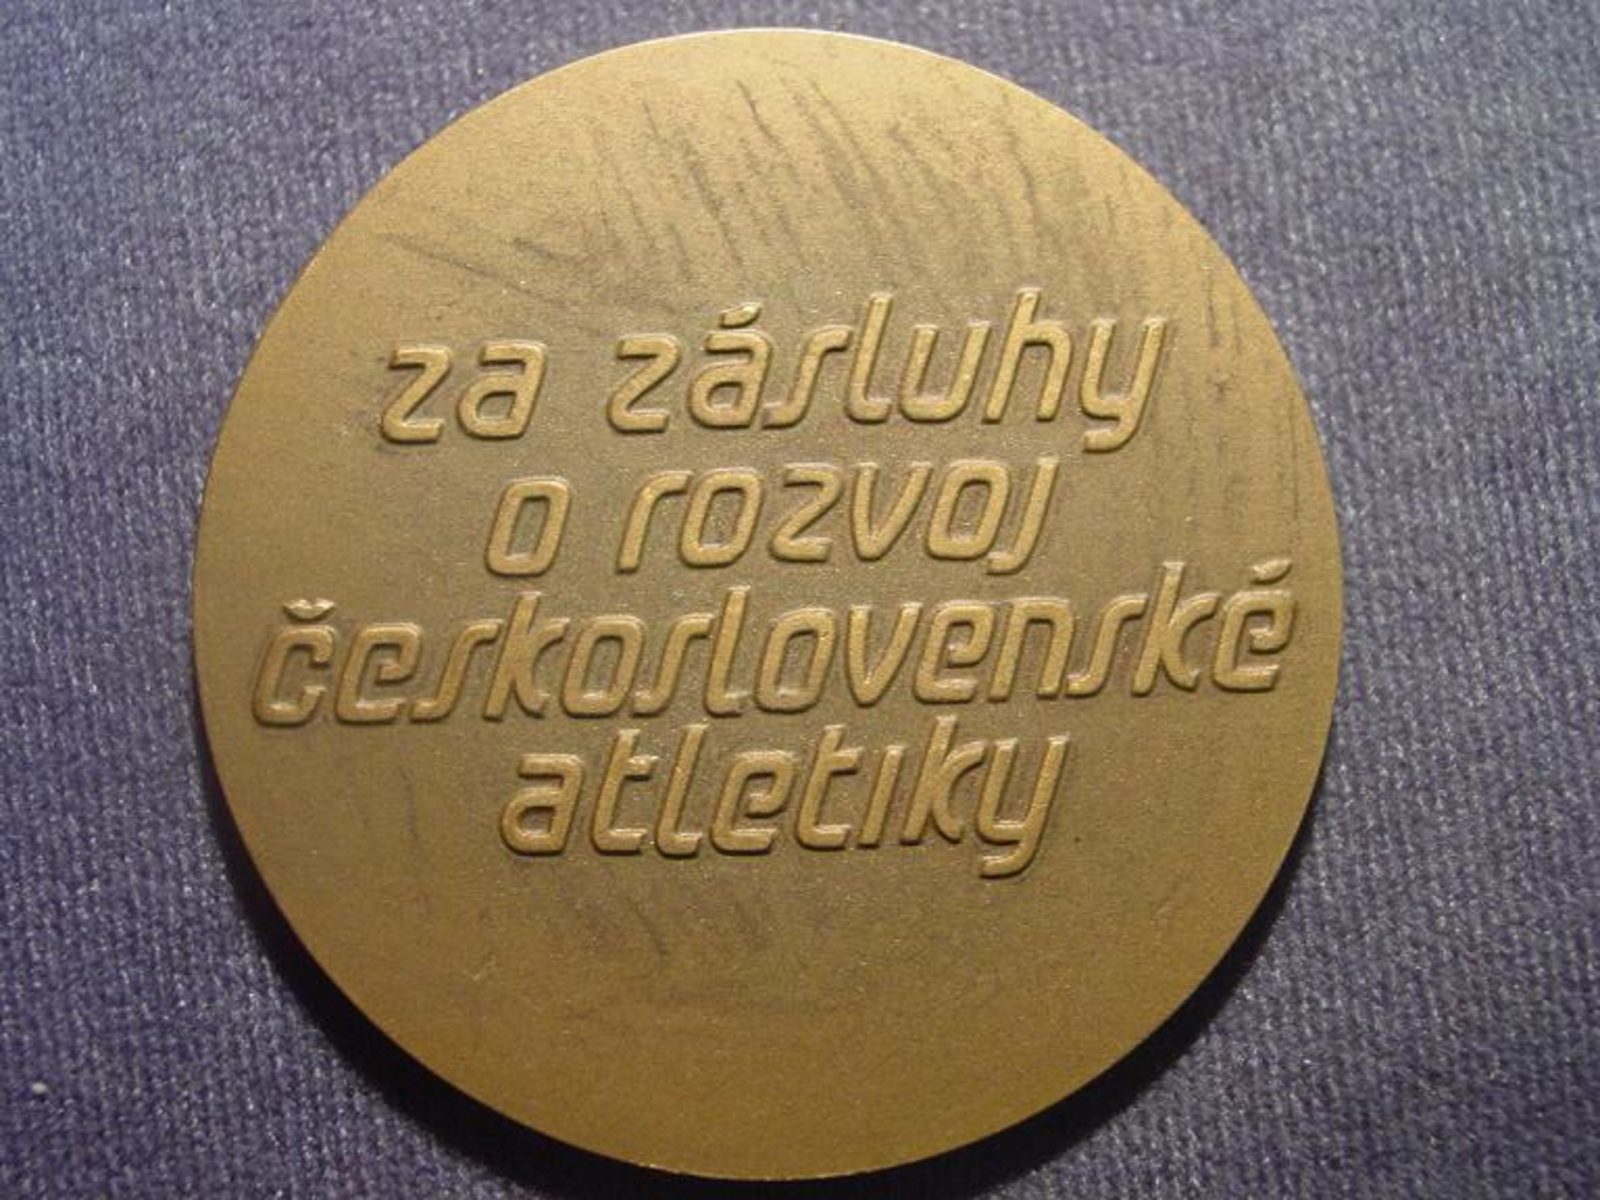 za zásluhy
o rozvoj
československé
atletiky